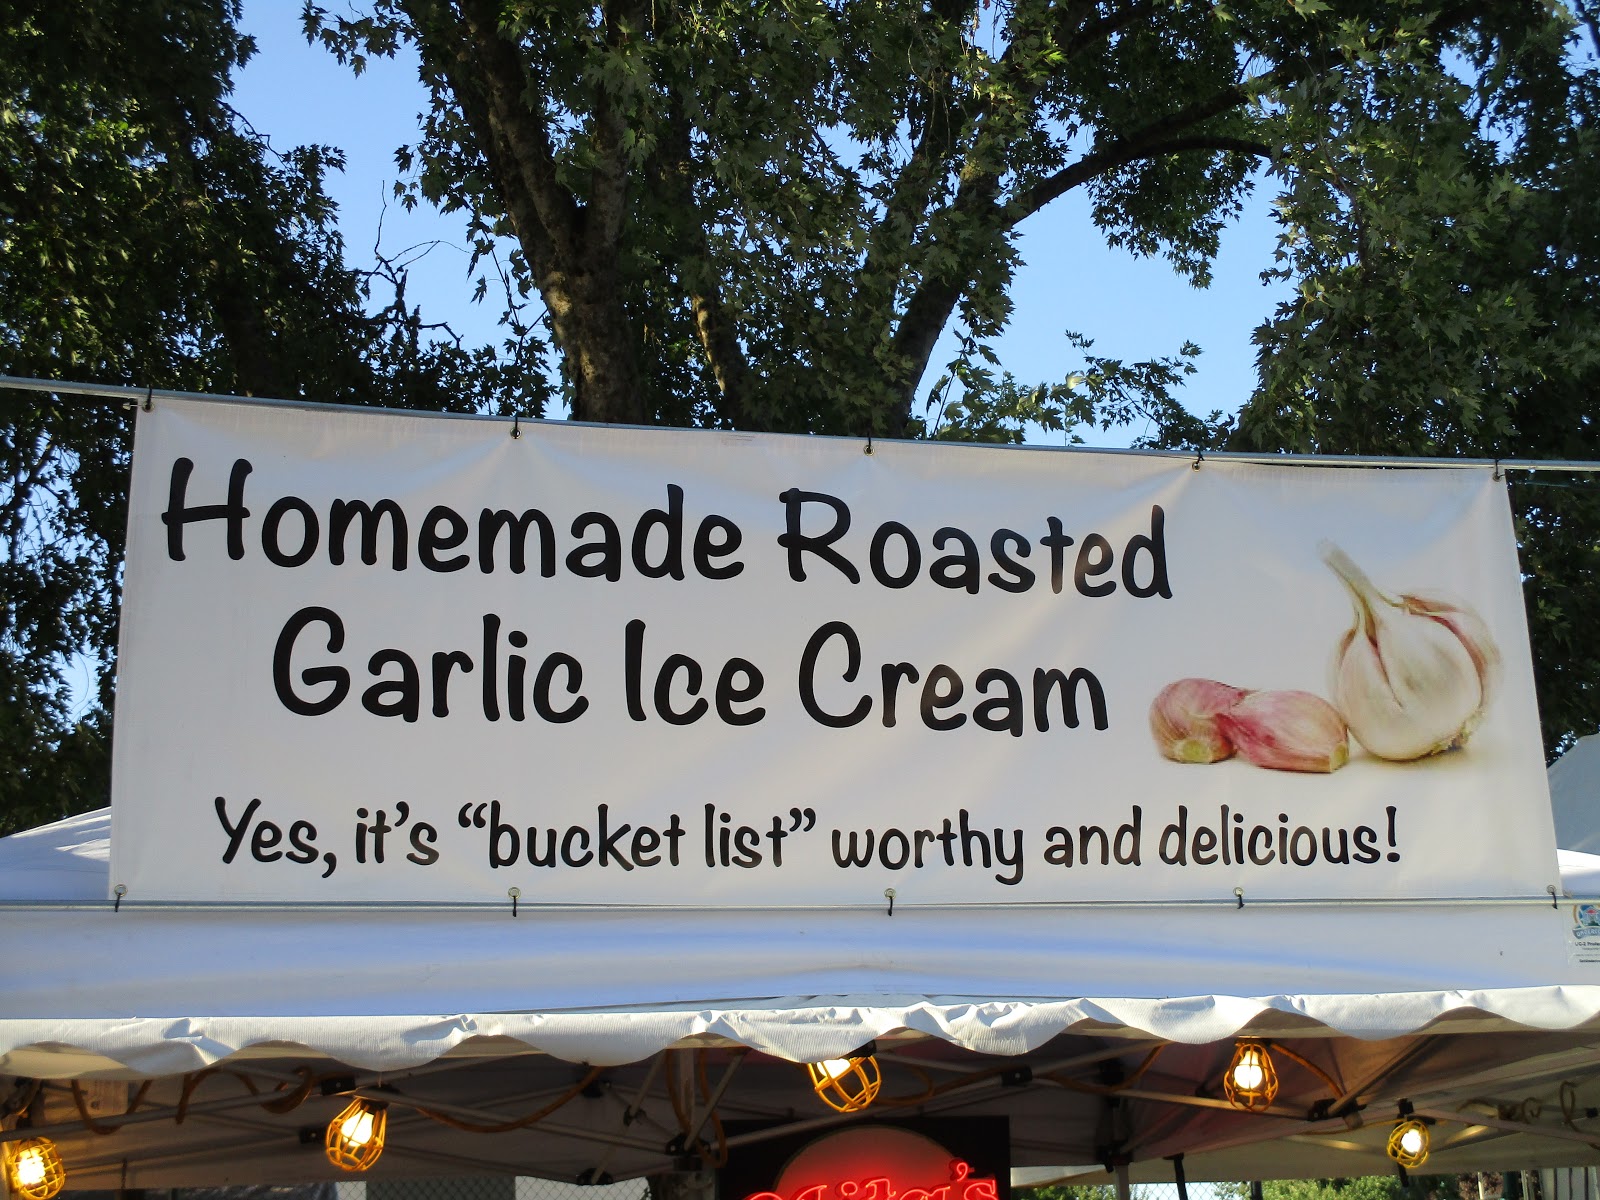 Homemade Roasted
Garlic Ice Cream
Yes, it's “bucket list” worthy and delicious!